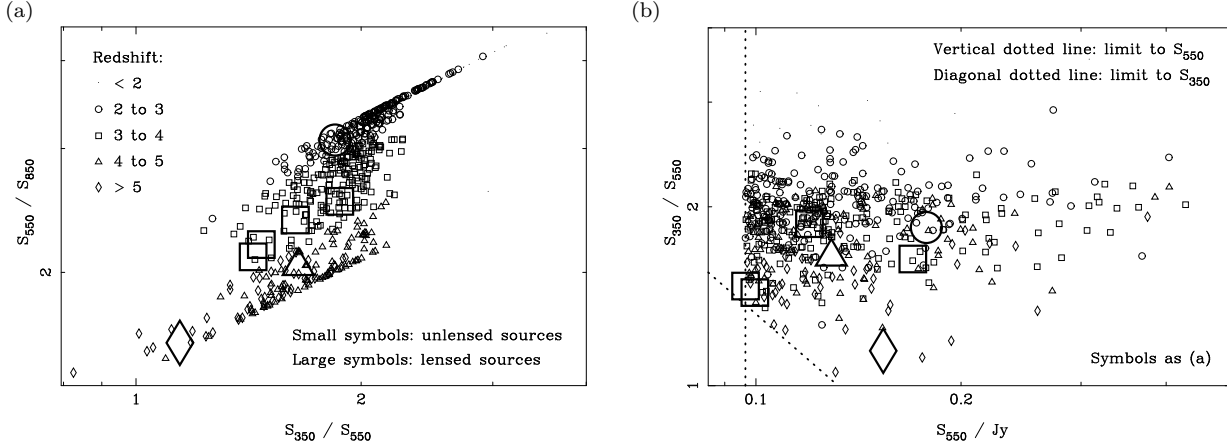 (a)
Redshift:
< 2
2 to 3
3 to 4
4 to 5
> 5
S550 / S850
2
Small symbols: unlensed sources
Large symbols: lensed sources
1
2
S350 / S550
(b)
Vertical dotted line: limit to S550
Diagonal dotted line: limit to S350
S350 / S550
2
1
Symbols as (a)
0.1
0.2
S550 / Jy